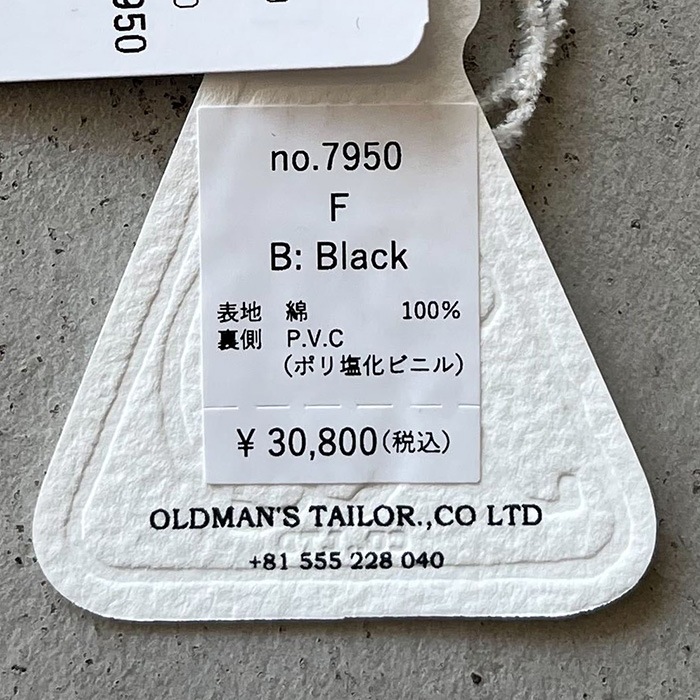 950
no.7950
F
B: Black
表地 綿 100%
裏側 P.V.C
(ポリ塩化ビニル)
¥ 30,800(税込)
OLDMAN'S TAILOR.,CO LTD
+81 555 228 040